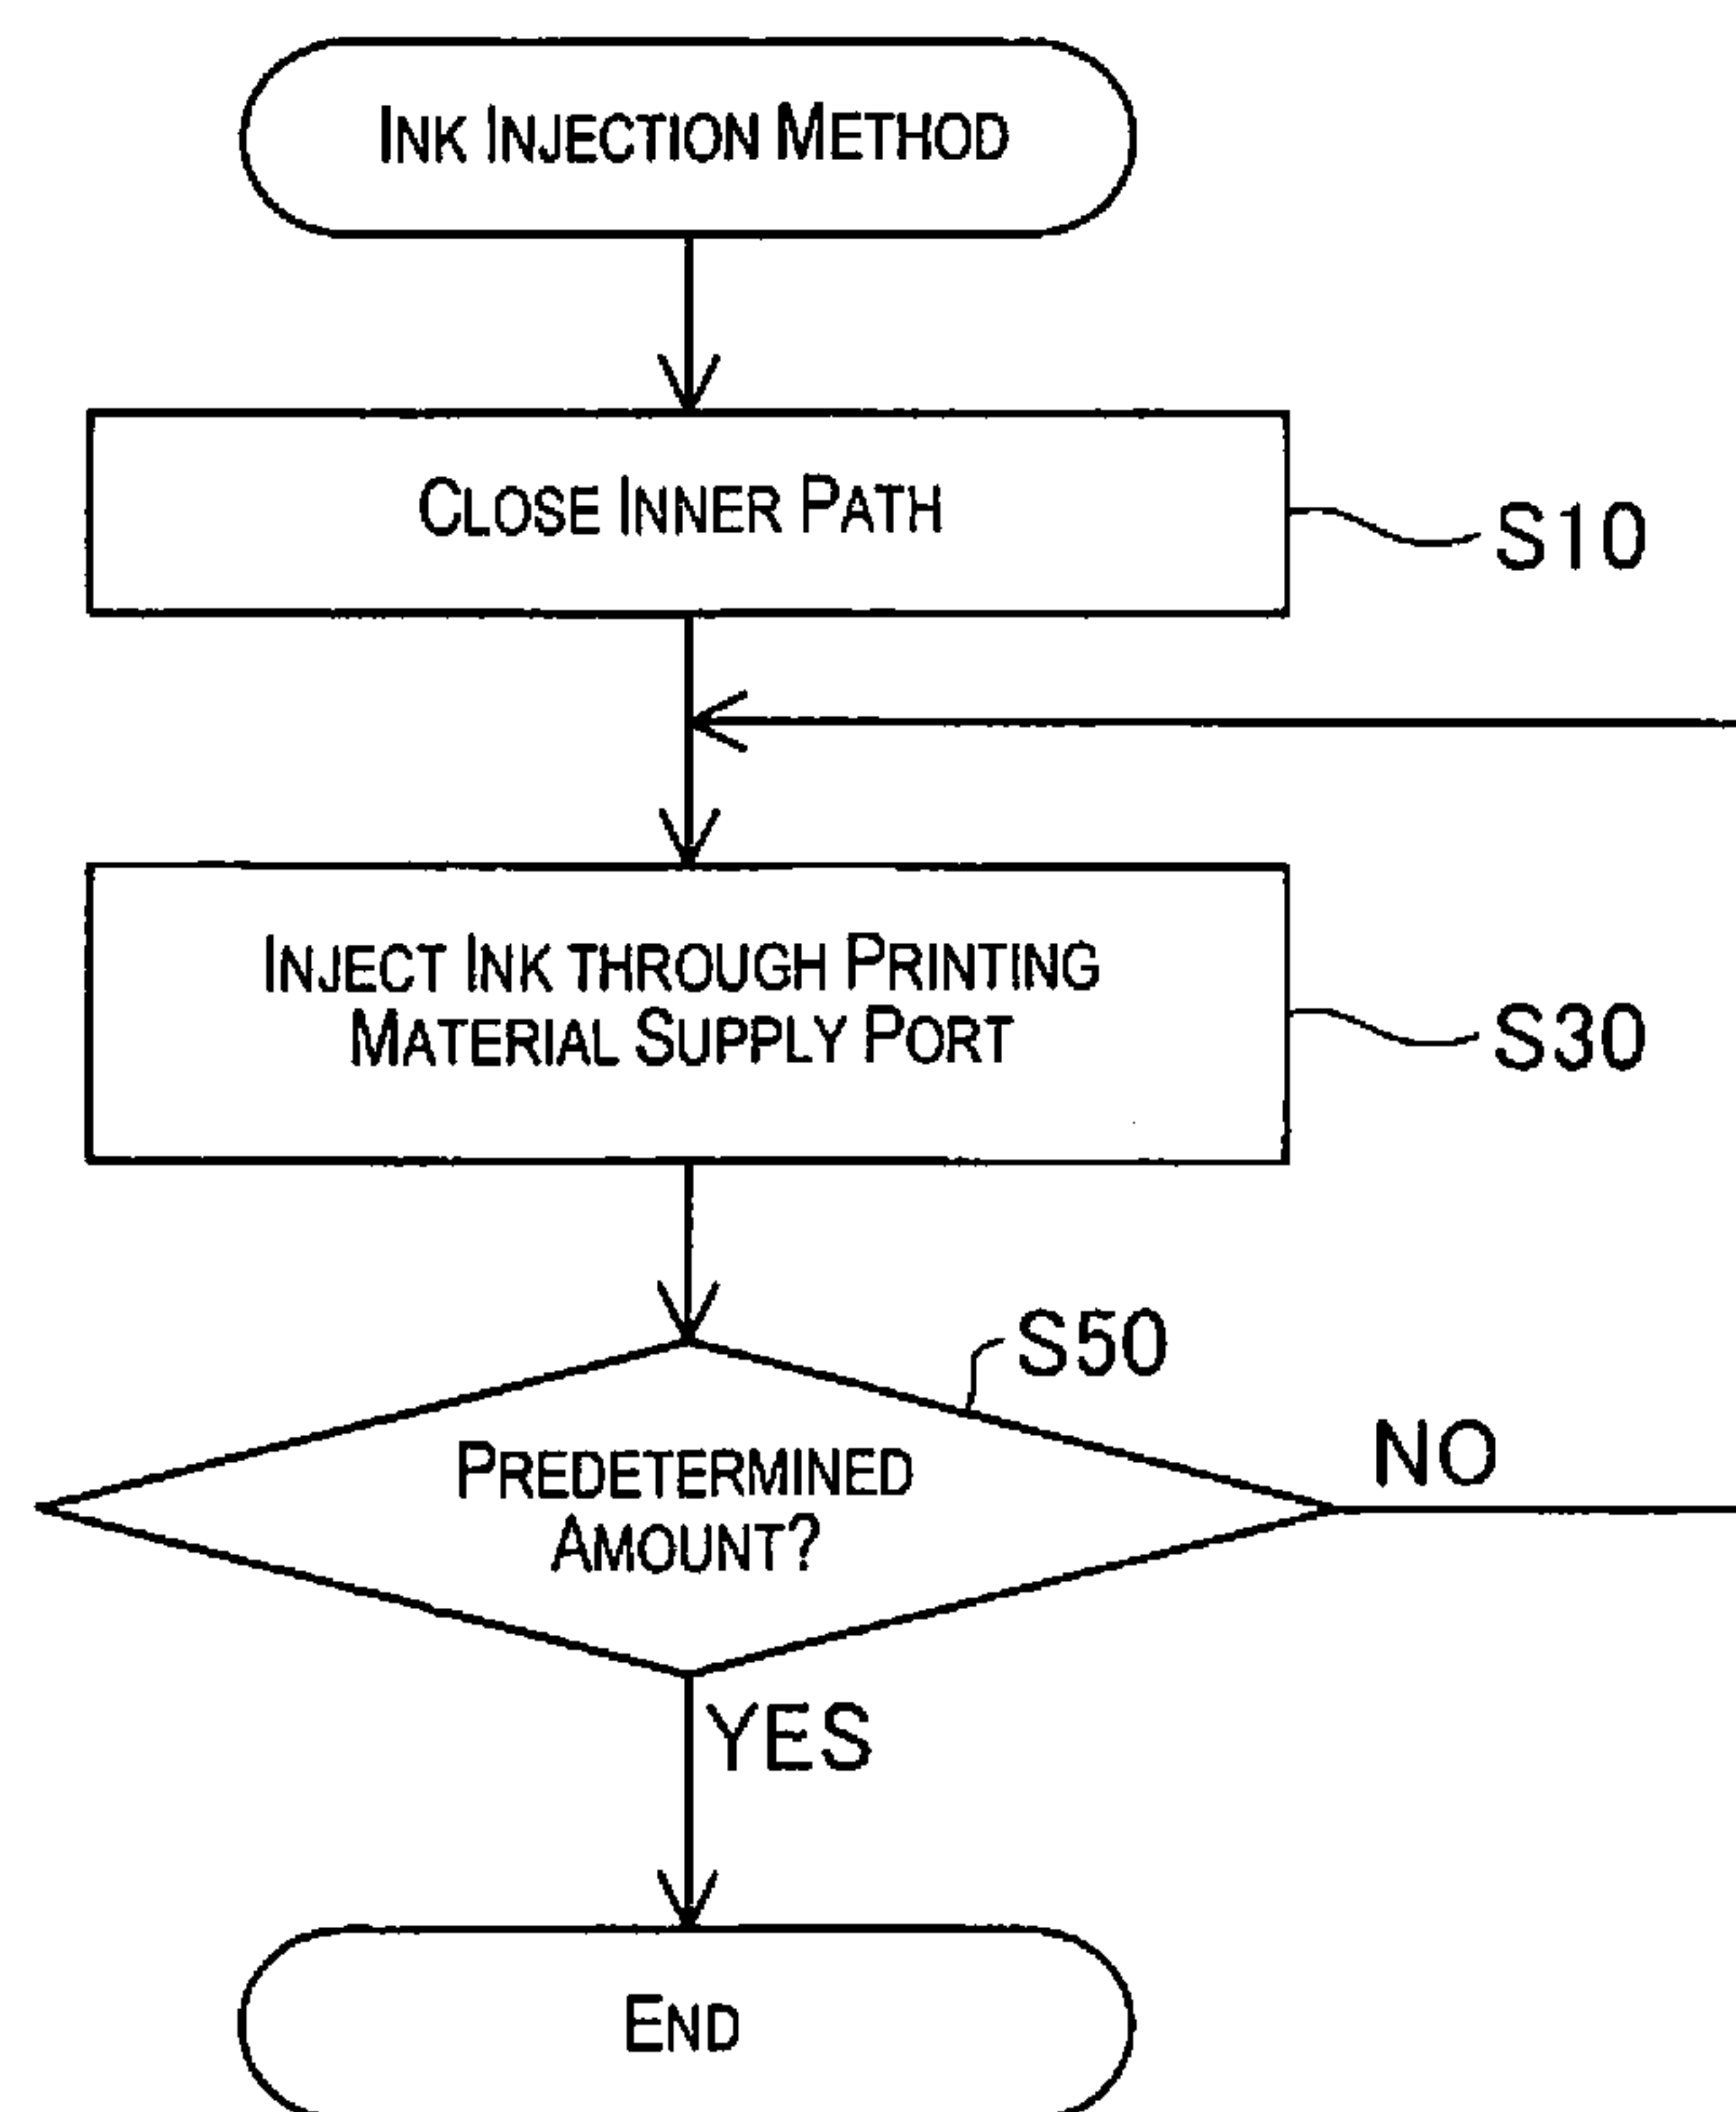 INK INJECTION METHOD
CLOSE INNER PATH
S10
INJECT INK THROUGH PRINTING
MATERIAL SUPPLY PORT
S30
S50
PREDETERMINED
AMOUNT?
NO
YES
END